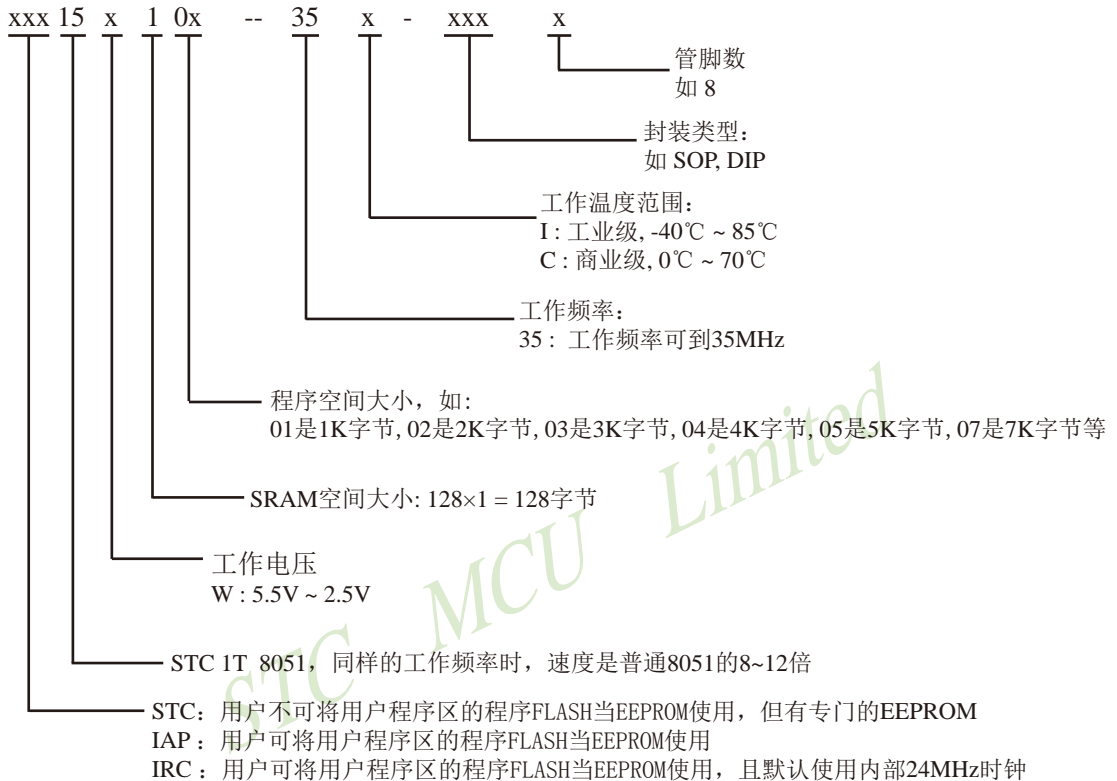 xxx 15 x 1 0x -- 35 x - xxx x
管脚数
如 8
封装类型：
如 SOP, DIP
工作温度范围：
I : 工业级, -40℃ ~ 85℃
C : 商业级, 0℃ ~ 70℃
工作频率：
35 : 工作频率可到35MHz
程序空间大小，如:
01是1K字节, 02是2K字节, 03是3K字节, 04是4K字节, 05是5K字节, 07是7K字节等
SRAM空间大小: 128×1 = 128字节
工作电压
W : 5.5V ~ 2.5V
STC 1T 8051，同样的工作频率时，速度是普通8051的8~12倍
STC：用户不可将用户程序区的程序FLASH当EEPROM使用，但有专门的EEPROM
IAP：用户可将用户程序区的程序FLASH当EEPROM使用
IRC：用户可将用户程序区的程序FLASH当EEPROM使用，且默认使用内部24MHz时钟
STC MCU Limited